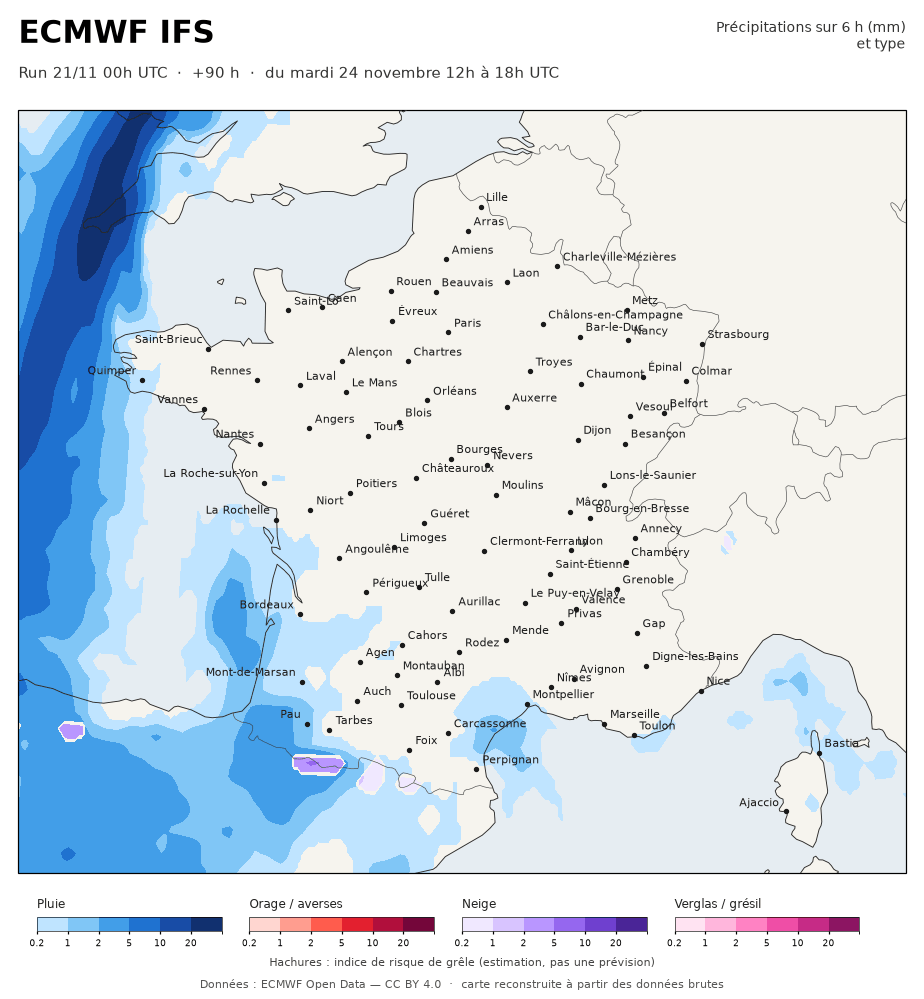 ECMWF IFS
Précipitations sur 6 h (mm)
et type
Run 21/11 00h UTC · +90 h · du mardi 24 novembre 12h à 18h UTC
Lille
Arras
Amiens
Charleville-Mézières
Laon
Rouen
Beauvais
Saint-Lô
Caen
Metz
Évreux
Châlons-en-Champagne
Paris
Bar-le-Duc
Nancy
Strasbourg
Saint-Brieuc
Alençon
Chartres
Troyes
Épinal
Quimper
Rennes
Laval
Le Mans
Chaumont
Colmar
Orléans
Vannes
Auxerre
Vesoul
Belfort
Blois
Angers
Tours
Nantes
Dijon
Besançon
Bourges
Nevers
La Roche-sur-Yon
Châteauroux
Lons-le-Saunier
Poitiers
Moulins
Niort
Mâcon
Bourg-en-Bresse
La Rochelle
Guéret
Annecy
Limoges
Clermont-Ferrand
Lyon
Angoulême
Chambéry
Saint-Étienne
Périgueux
Tulle
Grenoble
Le Puy-en-Velay
Valence
Bordeaux
Aurillac
Privas
Gap
Cahors
Rodez
Mende
Agen
Digne-les-Bains
Mont-de-Marsan
Montauban
Albi
Nîmes
Avignon
Nice
Auch
Toulouse
Montpellier
Pau
Tarbes
Carcassonne
Marseille
Toulon
Foix
Bastia
Perpignan
Ajaccio
Pluie
0.2 1 2 5 10 20
Orage / averses
0.2 1 2 5 10 20
Neige
0.2 1 2 5 10 20
Verglas / grésil
0.2 1 2 5 10 20
Hachures : indice de risque de grêle (estimation, pas une prévision)
Données : ECMWF Open Data — CC BY 4.0 · carte reconstruite à partir des données brutes